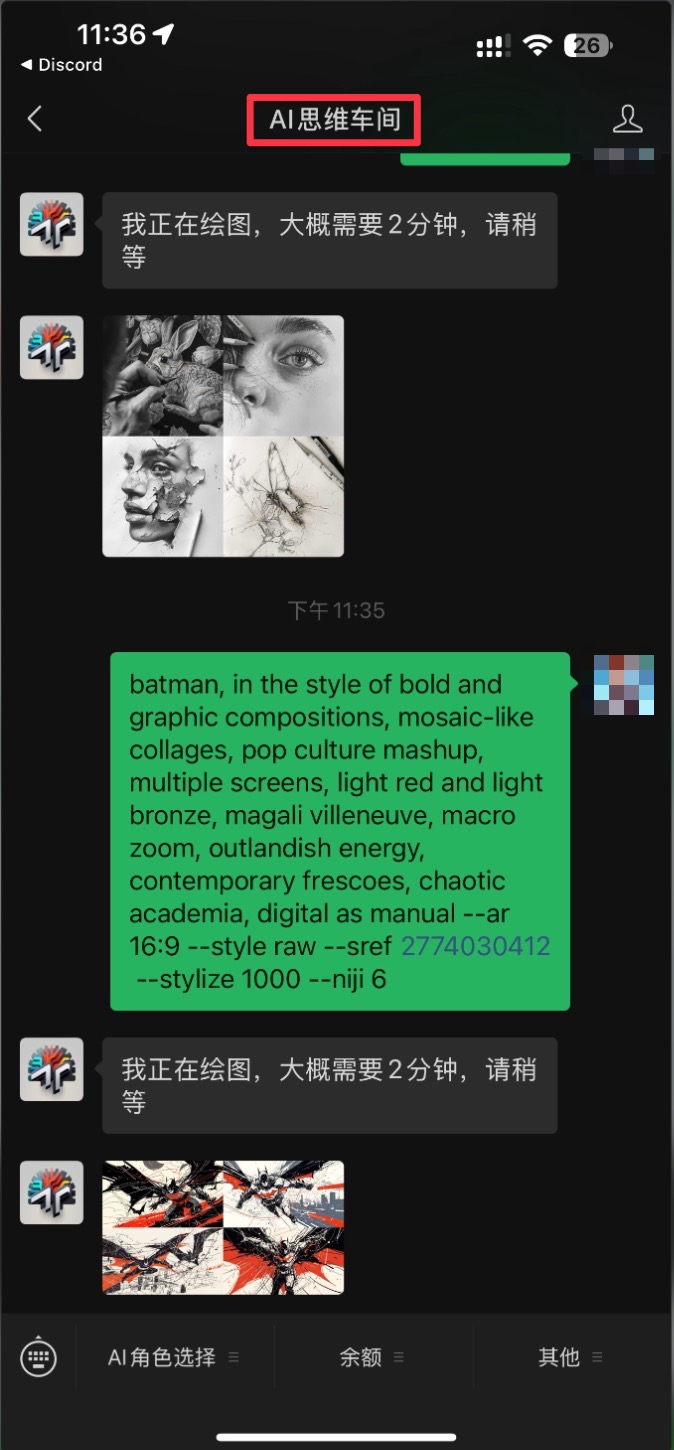 11:36
26
◀ Discord
AI思维车间
我正在绘图，大概需要2分钟，请稍
等
下午11:35
batman, in the style of bold and
graphic compositions, mosaic-like
collages, pop culture mashup,
multiple screens, light red and light
bronze, magali villeneuve, macro
zoom, outlandish energy,
contemporary frescoes, chaotic
academia, digital as manual --ar
16:9 --style raw --sref 2774030412
--stylize 1000 --niji 6
我正在绘图，大概需要2分钟，请稍
等
AI角色选择
余额
其他